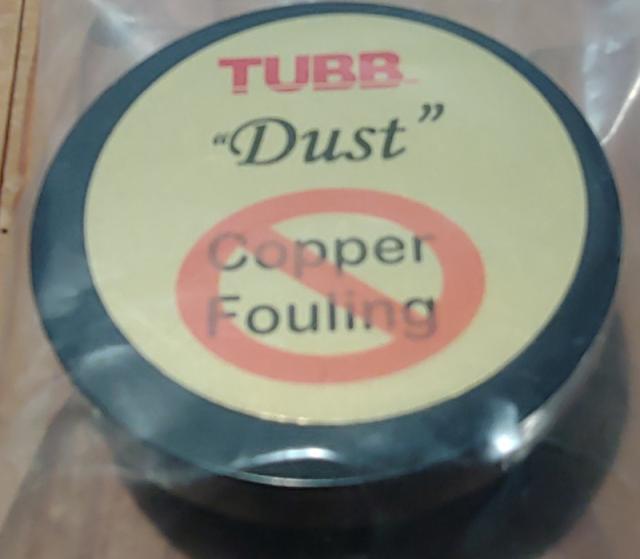 TUBB
“Dust”
Copper
Fouling